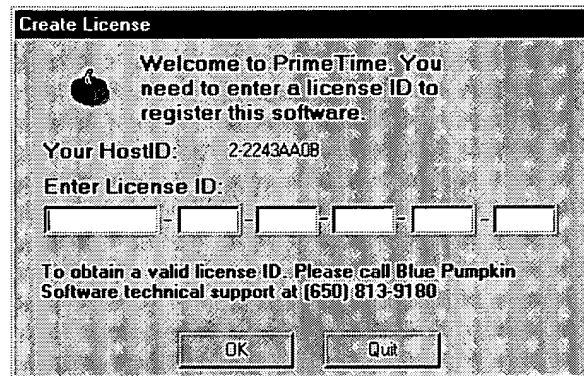 Create License
Welcome to PrimeTime. You
need to enter a license ID to
register this software.
Your HostID: 2-2243AA0B
Enter License ID:
- - - - -
To obtain a valid license ID. Please call Blue Pumpkin
Software technical support at (650) 813-9180
OK Quit